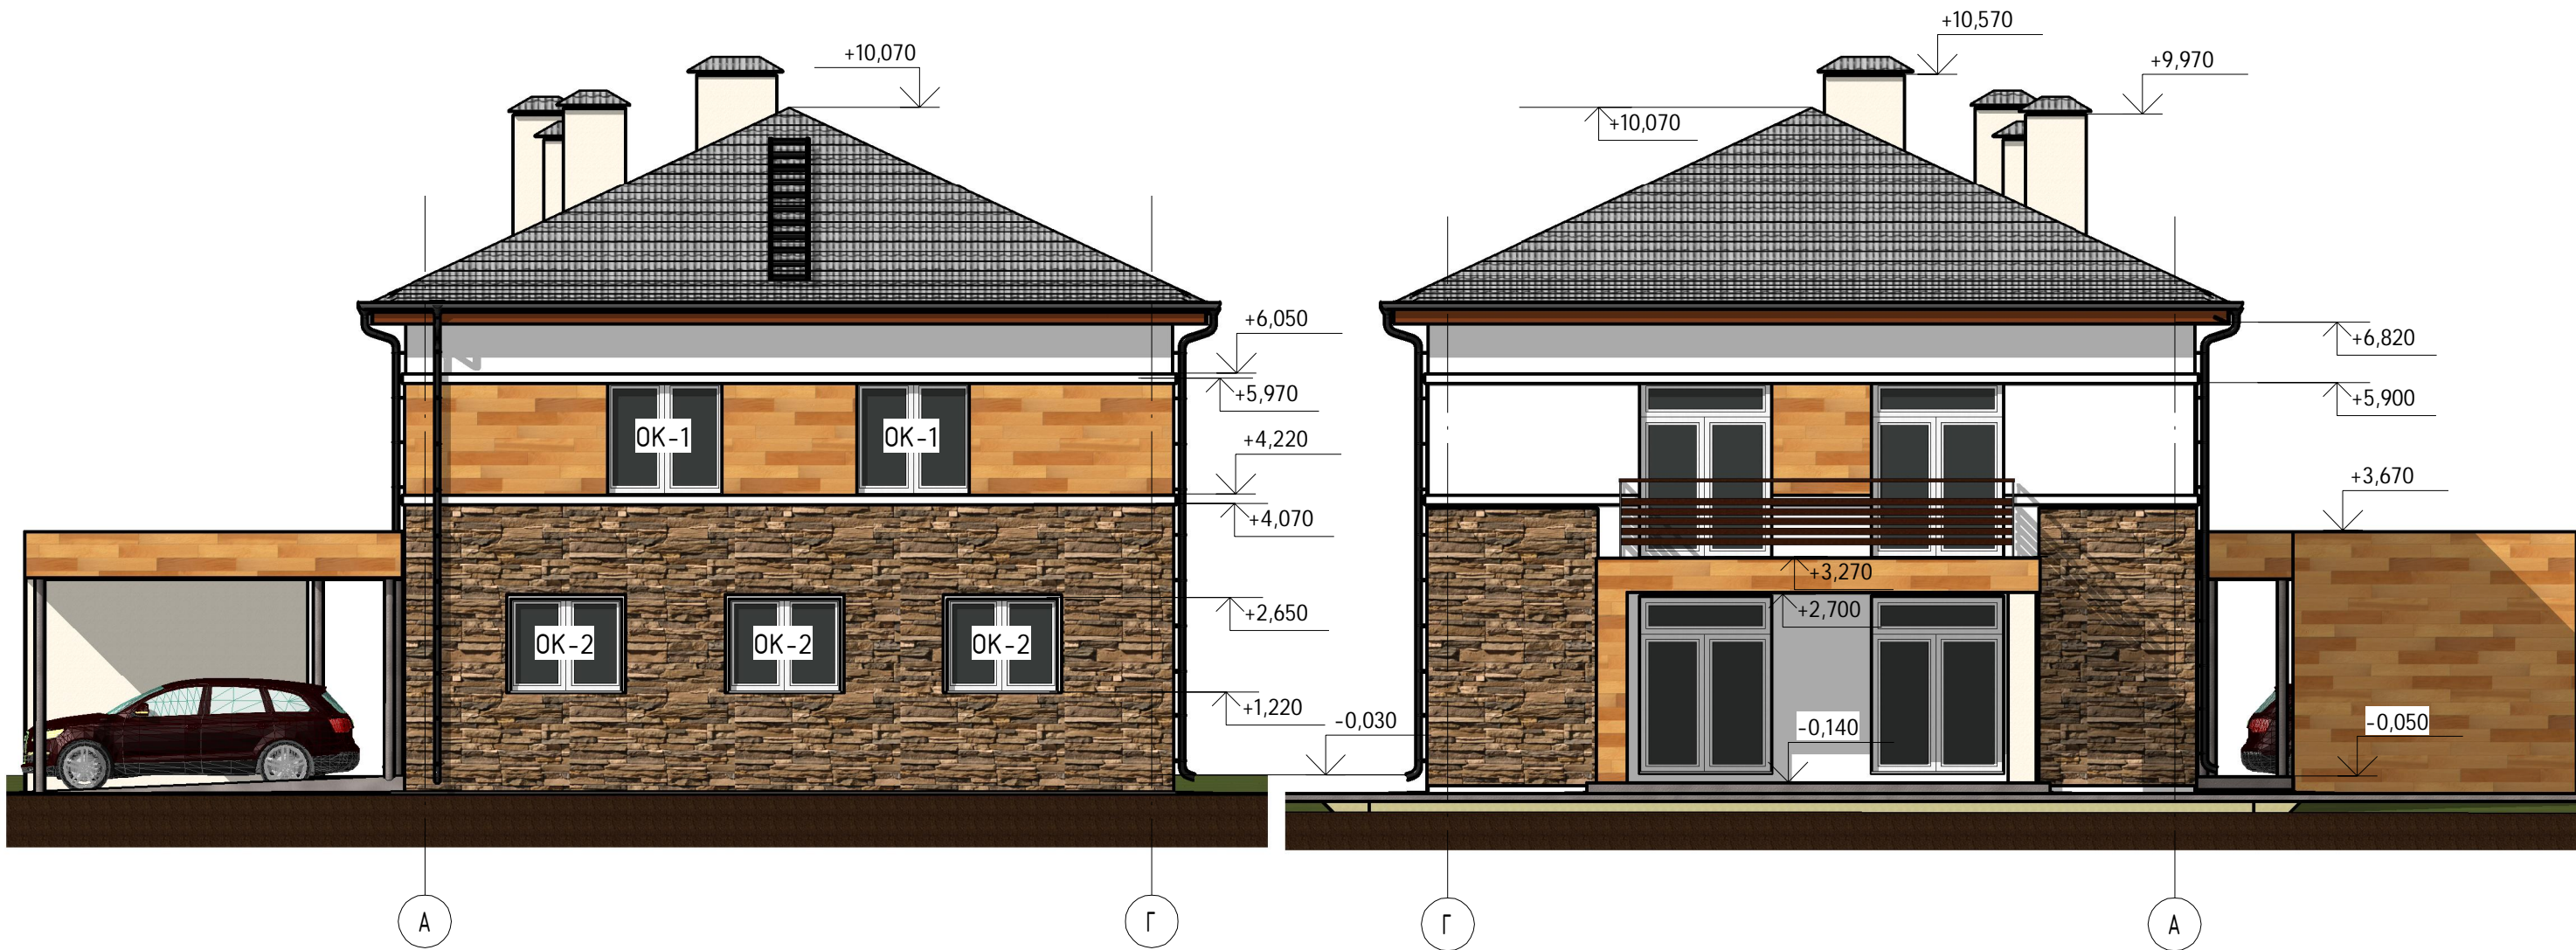 +10,070
+6,050
+5,970
+4,220
+4,070
+2,650
+1,220
-0,030
ОК-1
ОК-1
ОК-2
ОК-2
ОК-2
А
Г
+10,570
+9,970
+10,070
+6,820
+5,900
+3,670
+3,270
+2,700
-0,140
-0,050
Г
А